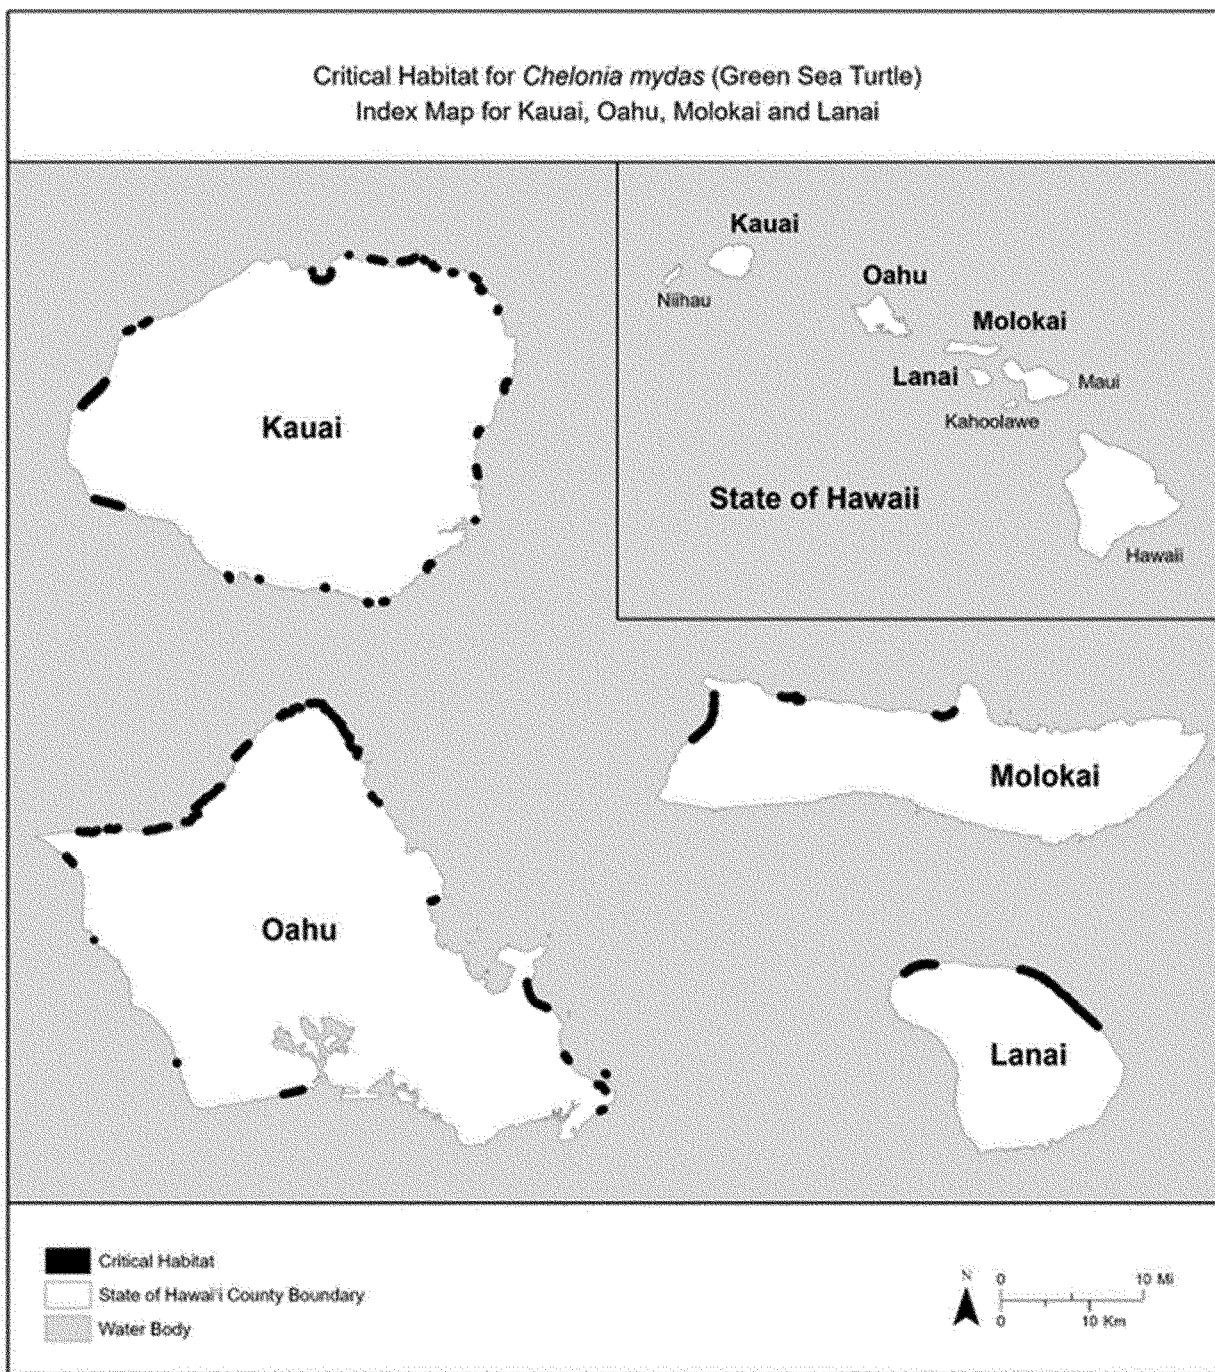 Critical Habitat for Chelonia mydas (Green Sea Turtle)
Index Map for Kauai, Oahu, Molokai and Lanai
Kauai
Niihau
Oahu
Molokai
Lanai
Maui
Kahoolawe
State of Hawaii
Hawaii
Kauai
Molokai
Oahu
Lanai
Critical Habitat
State of Hawai'i County Boundary
Water Body
N
0 10 Mi
0 10 Km